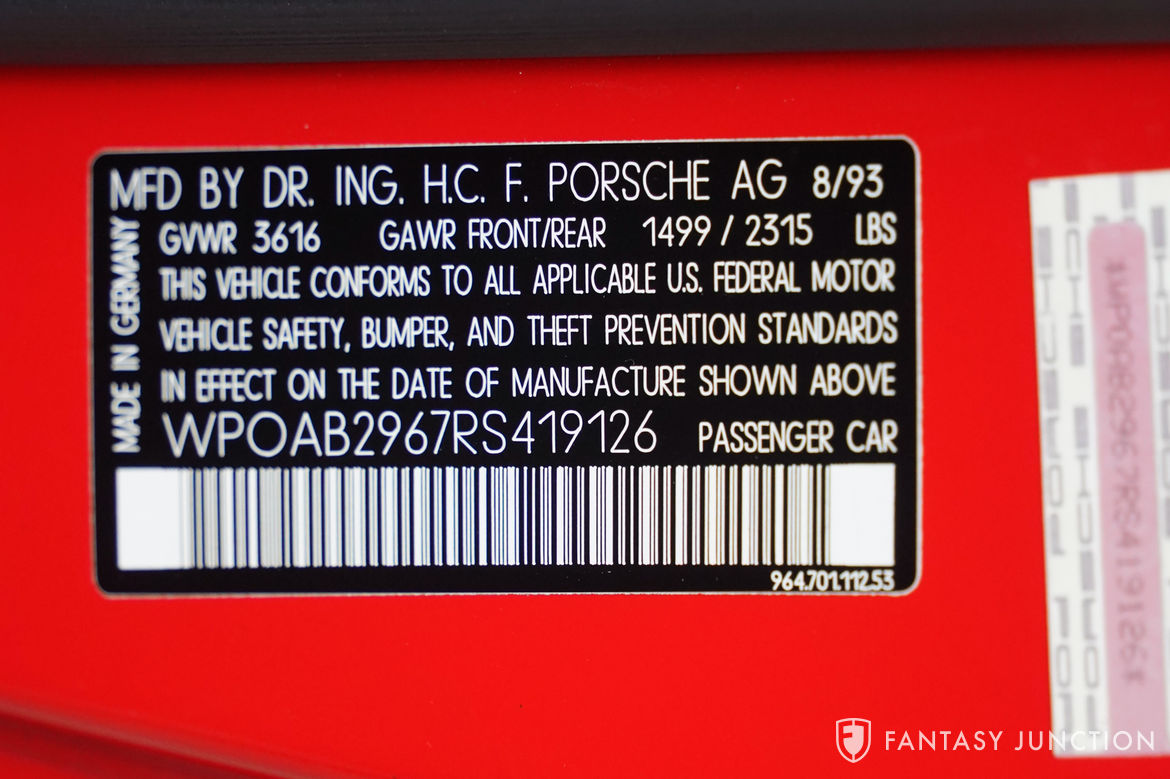 MFD BY DR. ING. H.C. F. PORSCHE AG 8/93
GVWR 3616 GAWR FRONT/REAR 1499 / 2315 LBS
THIS VEHICLE CONFORMS TO ALL APPLICABLE U.S. FEDERAL MOTOR
VEHICLE SAFETY, BUMPER, AND THEFT PREVENTION STANDARDS
IN EFFECT ON THE DATE OF MANUFACTURE SHOWN ABOVE
WP0AB2967RS419126 PASSENGER CAR
964.701.112.53
MADE IN GERMANY
*WP0AB2967RS419126*
FANTASY JUNCTION